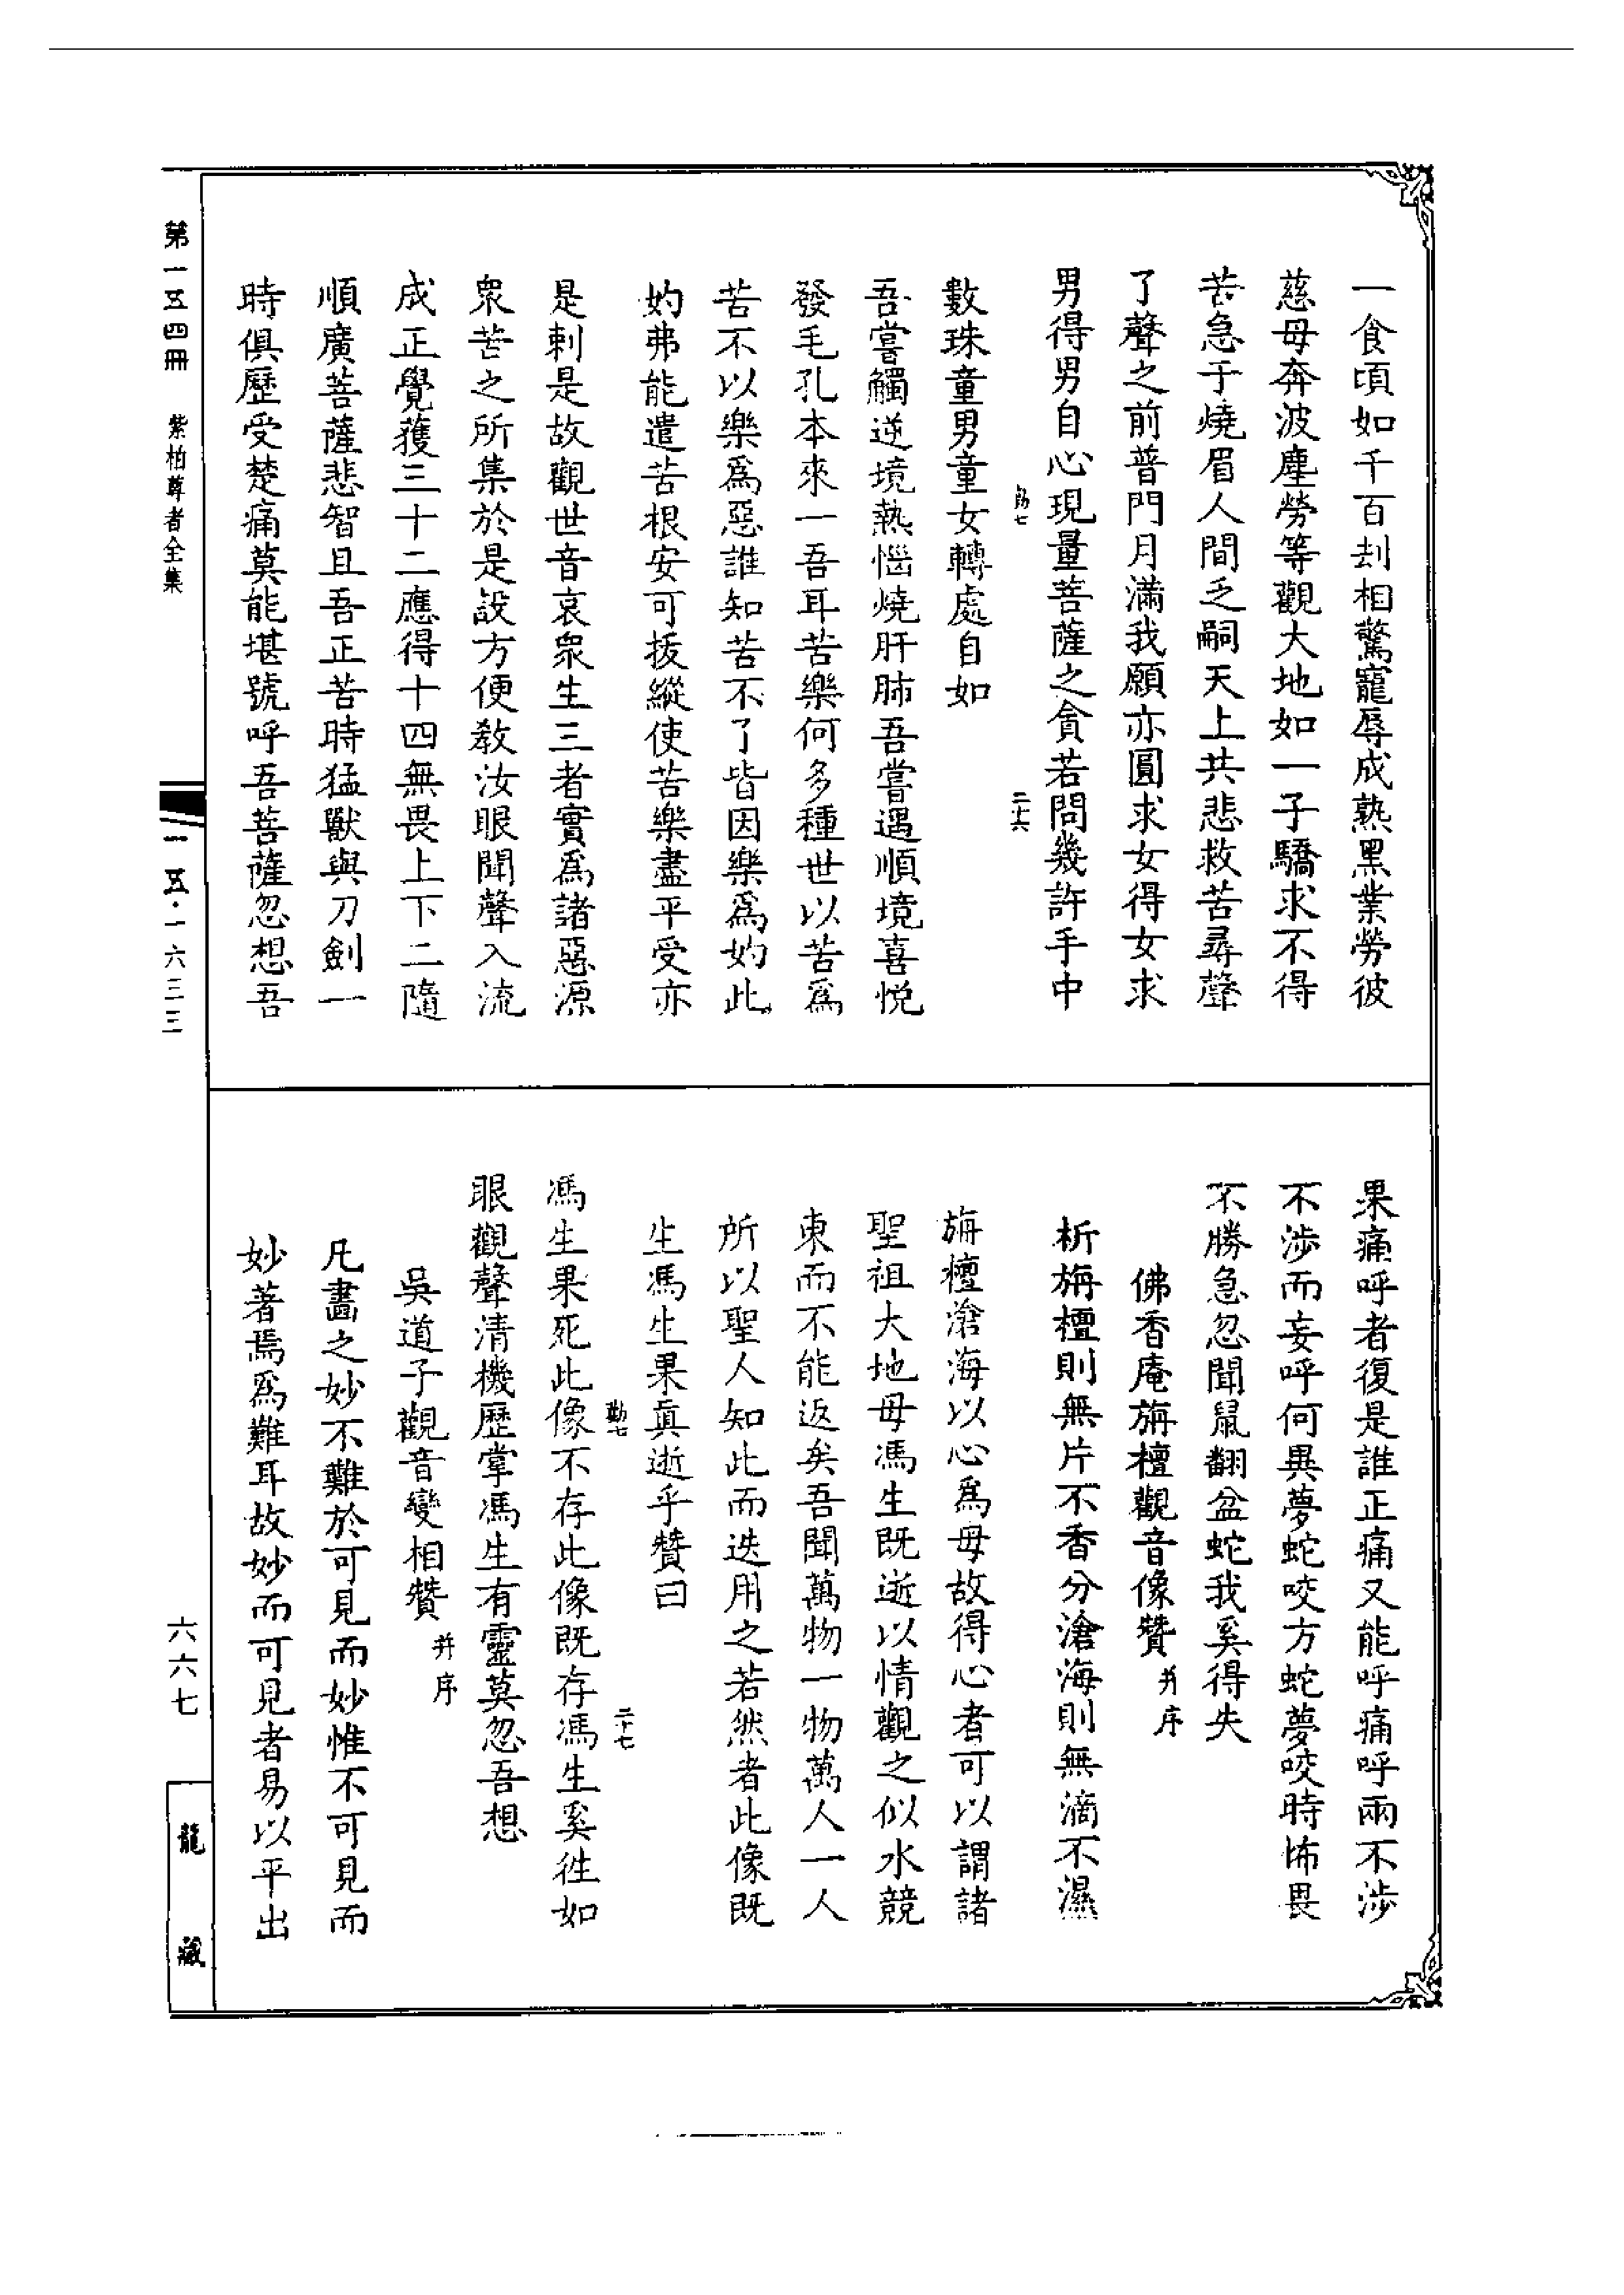 一食頃如千百刦相驚寵辱成熟黑業勞彼
慈母奔波塵勞等觀大地如一子驕求不得
苦急于燒眉人間乏嗣天上共悲救苦尋聲
了聲之前普門月滿我願亦圓求女得女求
男得男自心現量菩薩之貪若問幾許手中
二十六
數珠童男童女轉處自如
吾嘗觸逆境熱惱燒肝肺吾嘗遇順境喜悅
發毛孔本來一吾耳苦樂何多種世以苦爲
苦不以樂爲惡誰知苦不了皆因樂爲妁此
妁弗能遣苦根安可拔縱使苦樂盡平受亦
是刺是故觀世音哀衆生三者實爲諸惡源
衆苦之所集於是設方便教汝眼聞聲入流
成正覺獲三十二應得十四無畏上下二隨
順廣菩薩悲智且吾正苦時猛獸與刀劍一
時俱歷受楚痛莫能堪號呼吾菩薩忽想吾
果痛呼者復是誰正痛又能呼痛呼兩不涉
不涉而妄呼何異夢蛇咬方蛇夢咬時怖畏
不勝急忽聞鼠翻盆蛇我奚得失
佛香庵旃檀觀音像贊 并序
析旃檀則無片不香分滄海則無滴不濕
旃檀滄海以心爲毋故得心者可以謂諸
聖祖大地毋馮生既逝以情觀之似水競
東而不能返矣吾聞萬物一物萬人一人
所以聖人知此而迭用之若然者此像既
生馮生果眞逝乎贊曰
勤七
二十七
馮生果死此像不存此像既存馮生奚徃如
眼觀聲清機歷掌馮生有靈莫忽吾想
吳道子觀音變相贊 并序
凡畵之妙不難於可見而妙惟不可見而
妙著焉爲難耳故妙而可見者易以平出
第一五四冊
紫柏尊者全集
一五·一六三三
六六七
龍藏